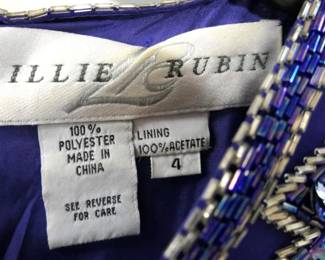 ILLIE RUBIN
100%
POLYESTER
MADE IN
CHINA
SEE REVERSE
FOR CARE
LINING
100% ACETATE
4